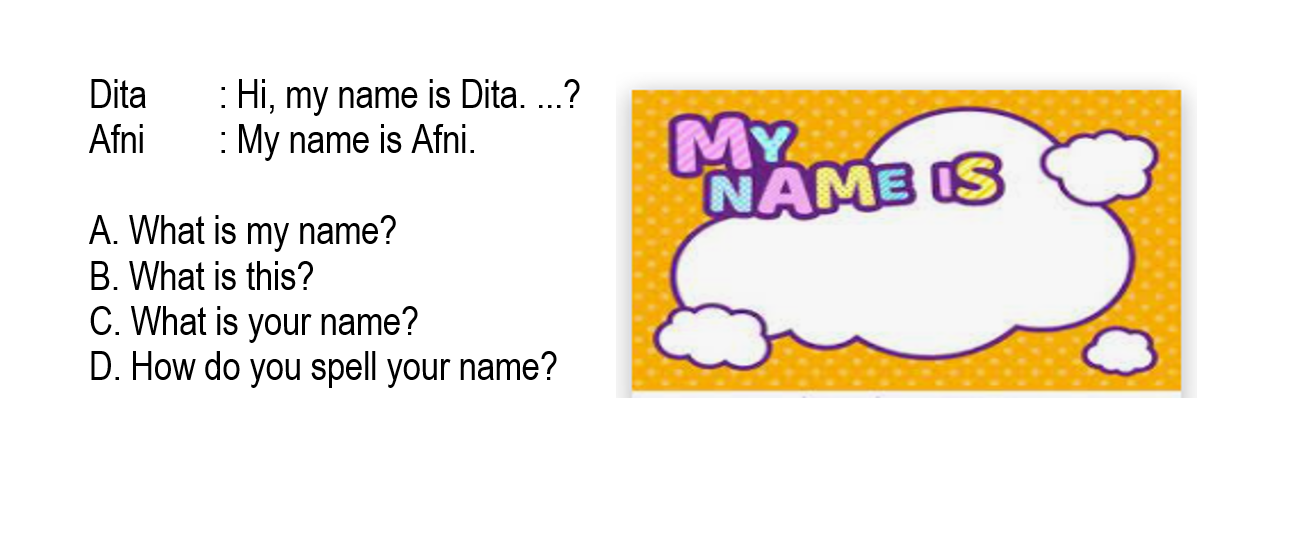 Dita : Hi, my name is Dita. ...?
Afni : My name is Afni.
A. What is my name?
B. What is this?
C. What is your name?
D. How do you spell your name?
MY
NAME IS